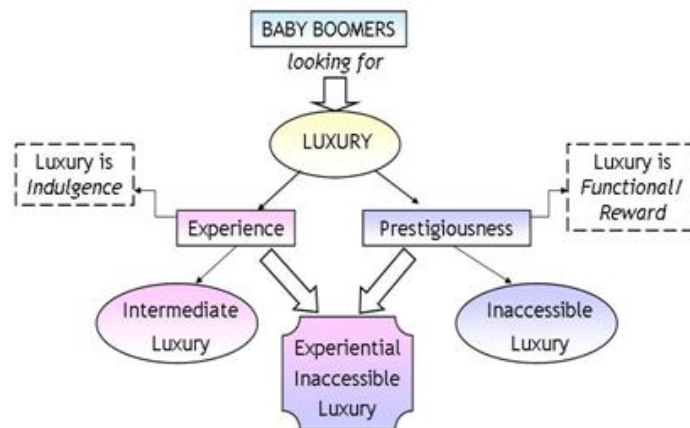 BABY BOOMERS
looking for
LUXURY
Luxury is
Indulgence
Luxury is
Functional/
Reward
Experience
Prestigiousness
Intermediate
Luxury
Experiential
Inaccessible
Luxury
Inaccessible
Luxury